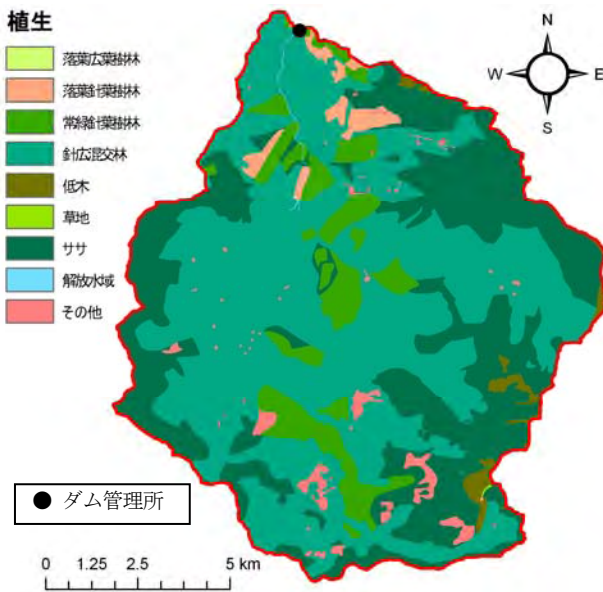 植生
落葉広葉樹林
落葉針葉樹林
常緑針葉樹林
針広混交林
低木
草地
ササ
解放水域
その他
N
W E
S
● ダム管理所
0 1.25 2.5 5 km